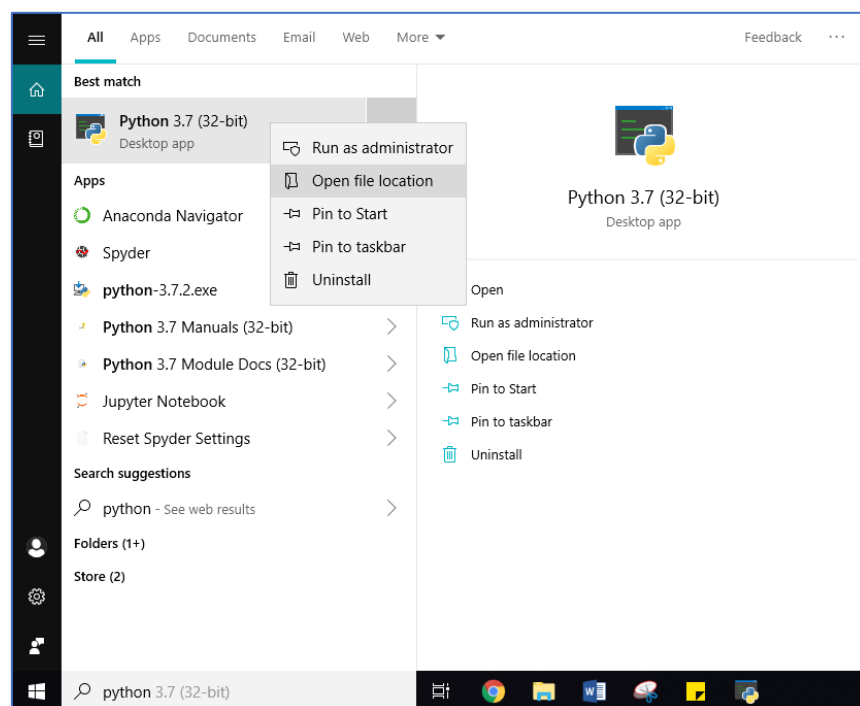 All Apps Documents Email Web More Feedback ...
Best match
Python 3.7 (32-bit)
Desktop app
Run as administrator
Open file location
Pin to Start
Pin to taskbar
Uninstall
Apps
Anaconda Navigator
Spyder
python-3.7.2.exe
Python 3.7 Manuals (32-bit)
Python 3.7 Module Docs (32-bit)
Jupyter Notebook
Reset Spyder Settings
Search suggestions
python - See web results
Folders (1+)
Store (2)
python 3.7 (32-bit)
Python 3.7 (32-bit)
Desktop app
Open
Run as administrator
Open file location
Pin to Start
Pin to taskbar
Uninstall